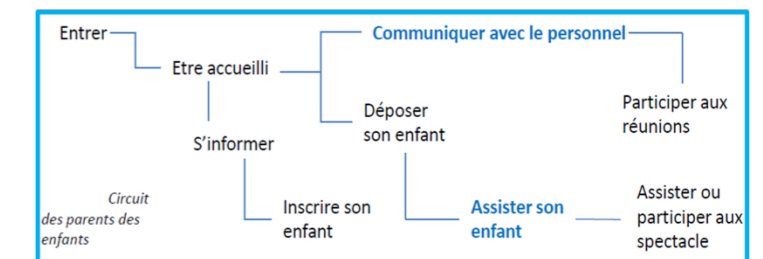 Entrer
Communiquer avec le personnel
Etre accueilli
Participer aux
réunions
Déposer
son enfant
S'informer
Circuit
des parents des
enfants
Inscrire son
enfant
Assister son
enfant
Assister ou
participer aux
spectacle